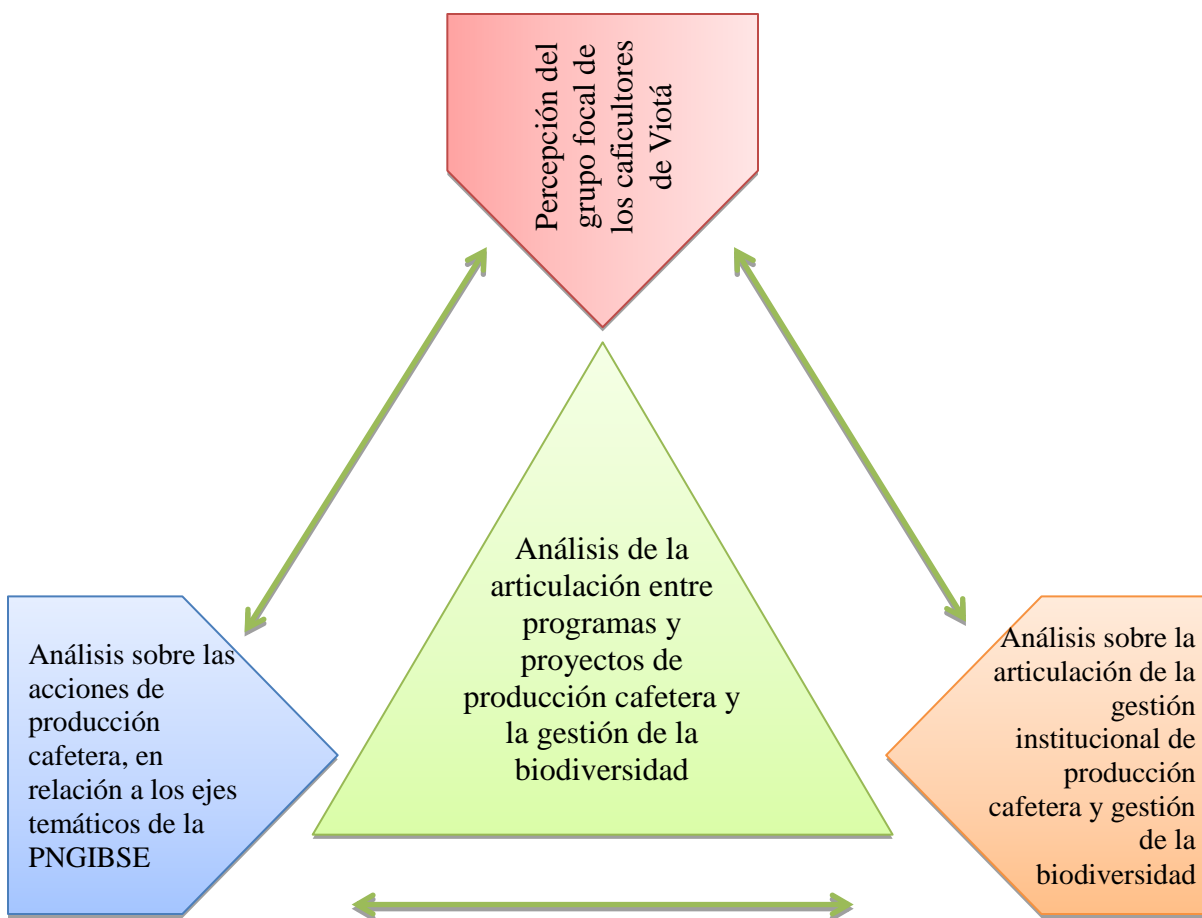 Percepción del
grupo focal de
los caficultores
de Viotá
Análisis de la
articulación entre
programas y
proyectos de
producción cafetera y
la gestión de la
biodiversidad
Análisis sobre las
acciones de
producción
cafetera, en
relación a los ejes
temáticos de la
PNGIBSE
Análisis sobre la
articulación de la
gestión
institucional de
producción
cafetera y gestión
de la
biodiversidad